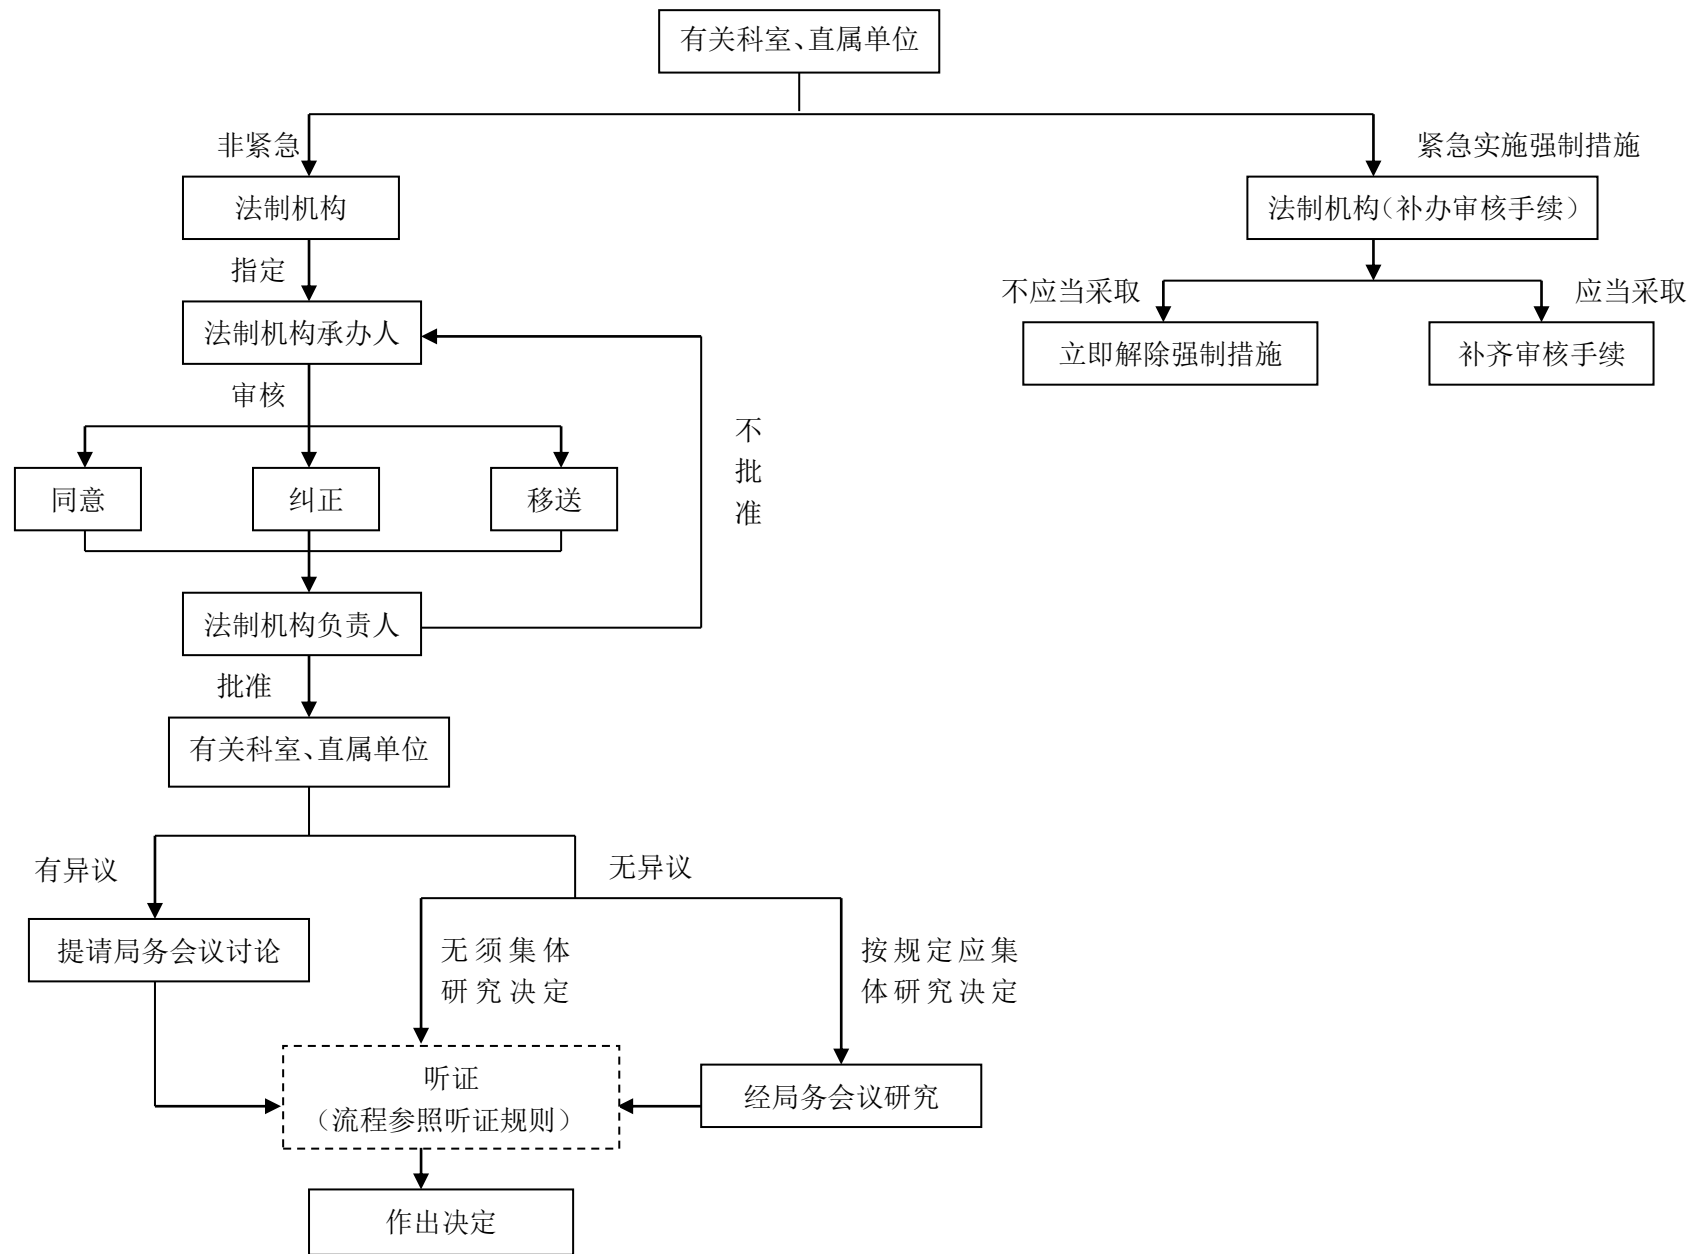 有关科室、直属单位
非紧急
紧急实施强制措施
法制机构
法制机构（补办审核手续）
指定
不应当采取
应当采取
法制机构承办人
立即解除强制措施
补齐审核手续
审核
不
批
准
同意
纠正
移送
法制机构负责人
批准
有关科室、直属单位
有异议
无异议
提请局务会议讨论
无须集体
研究决定
按规定应集
体研究决定
听证
（流程参照听证规则）
经局务会议研究
作出决定